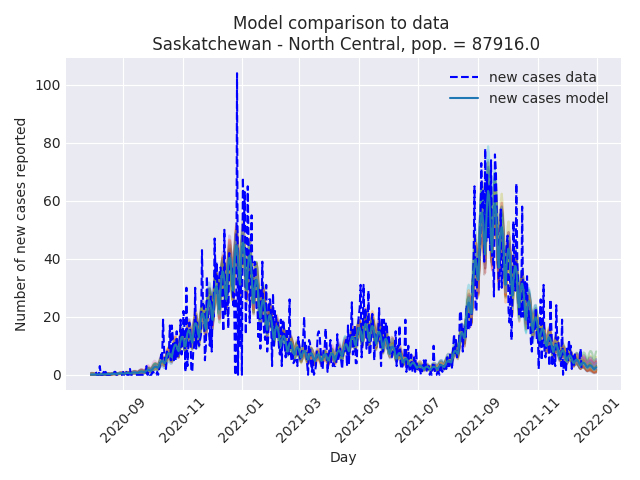 Model comparison to data
Saskatchewan - North Central, pop. = 87916.0
new cases data
new cases model
Number of new cases reported
100
80
60
40
20
0
2020-09
2020-11
2021-01
2021-03
2021-05
2021-07
2021-09
2021-11
2022-01
Day